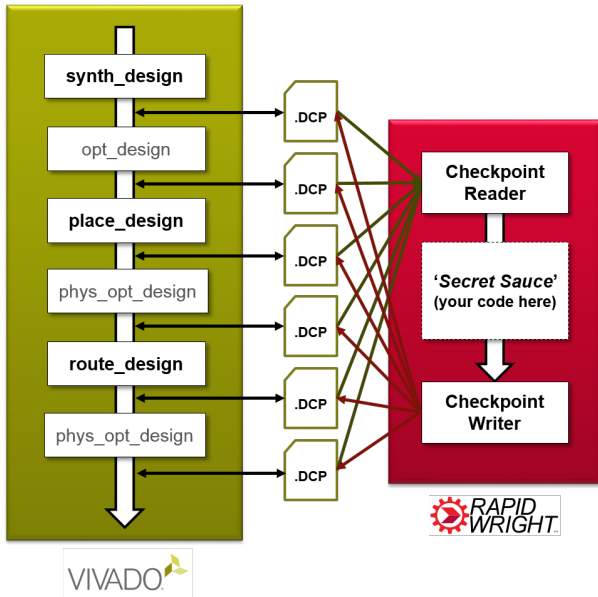 synth_design
.DCP
opt_design
.DCP
Checkpoint
Reader
place_design
.DCP
'Secret Sauce'
(your code here)
phys_opt_design
.DCP
route_design
.DCP
Checkpoint
Writer
phys_opt_design
.DCP
RAPID
WRIGHT™
VIVADO.